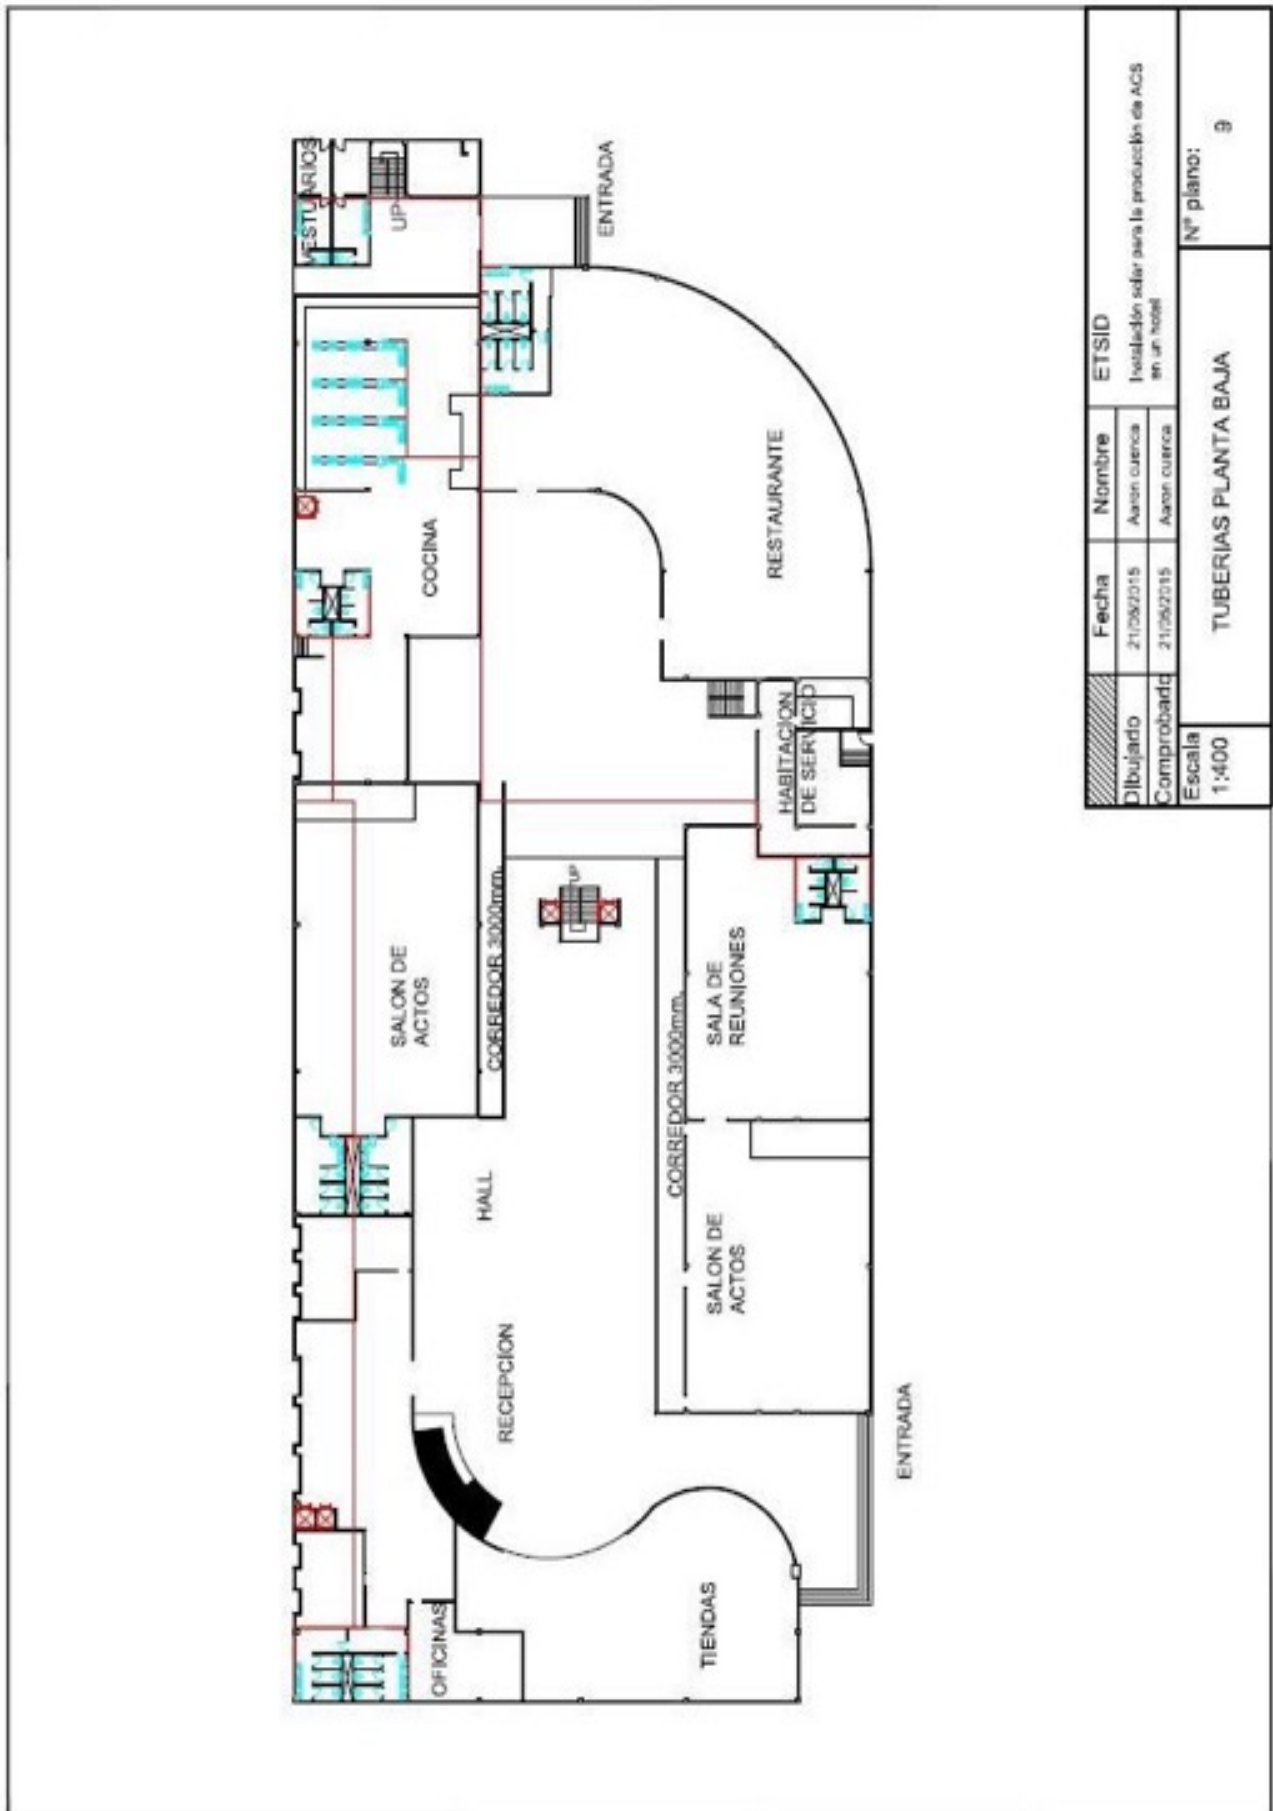 VESTUARIOS
UP
ENTRADA
COCINA
RESTAURANTE
HABITACION
DE SERVICIO
SALON DE
ACTOS
CORREDOR 3000mm.
UP
CORREDOR 3000mm.
SALA DE
REUNIONES
HALL
SALON DE
ACTOS
RECEPCION
ENTRADA
OFICINAS
TIENDAS
Fecha
Nombre
ETSID
Dibujado
21/06/2015
Aaron cuenca
Instalación solar para la producción de ACS
en un hotel
Comprobado
21/06/2015
Aaron cuenca
Escala
1:400
TUBERIAS PLANTA BAJA
Nº plano:
9